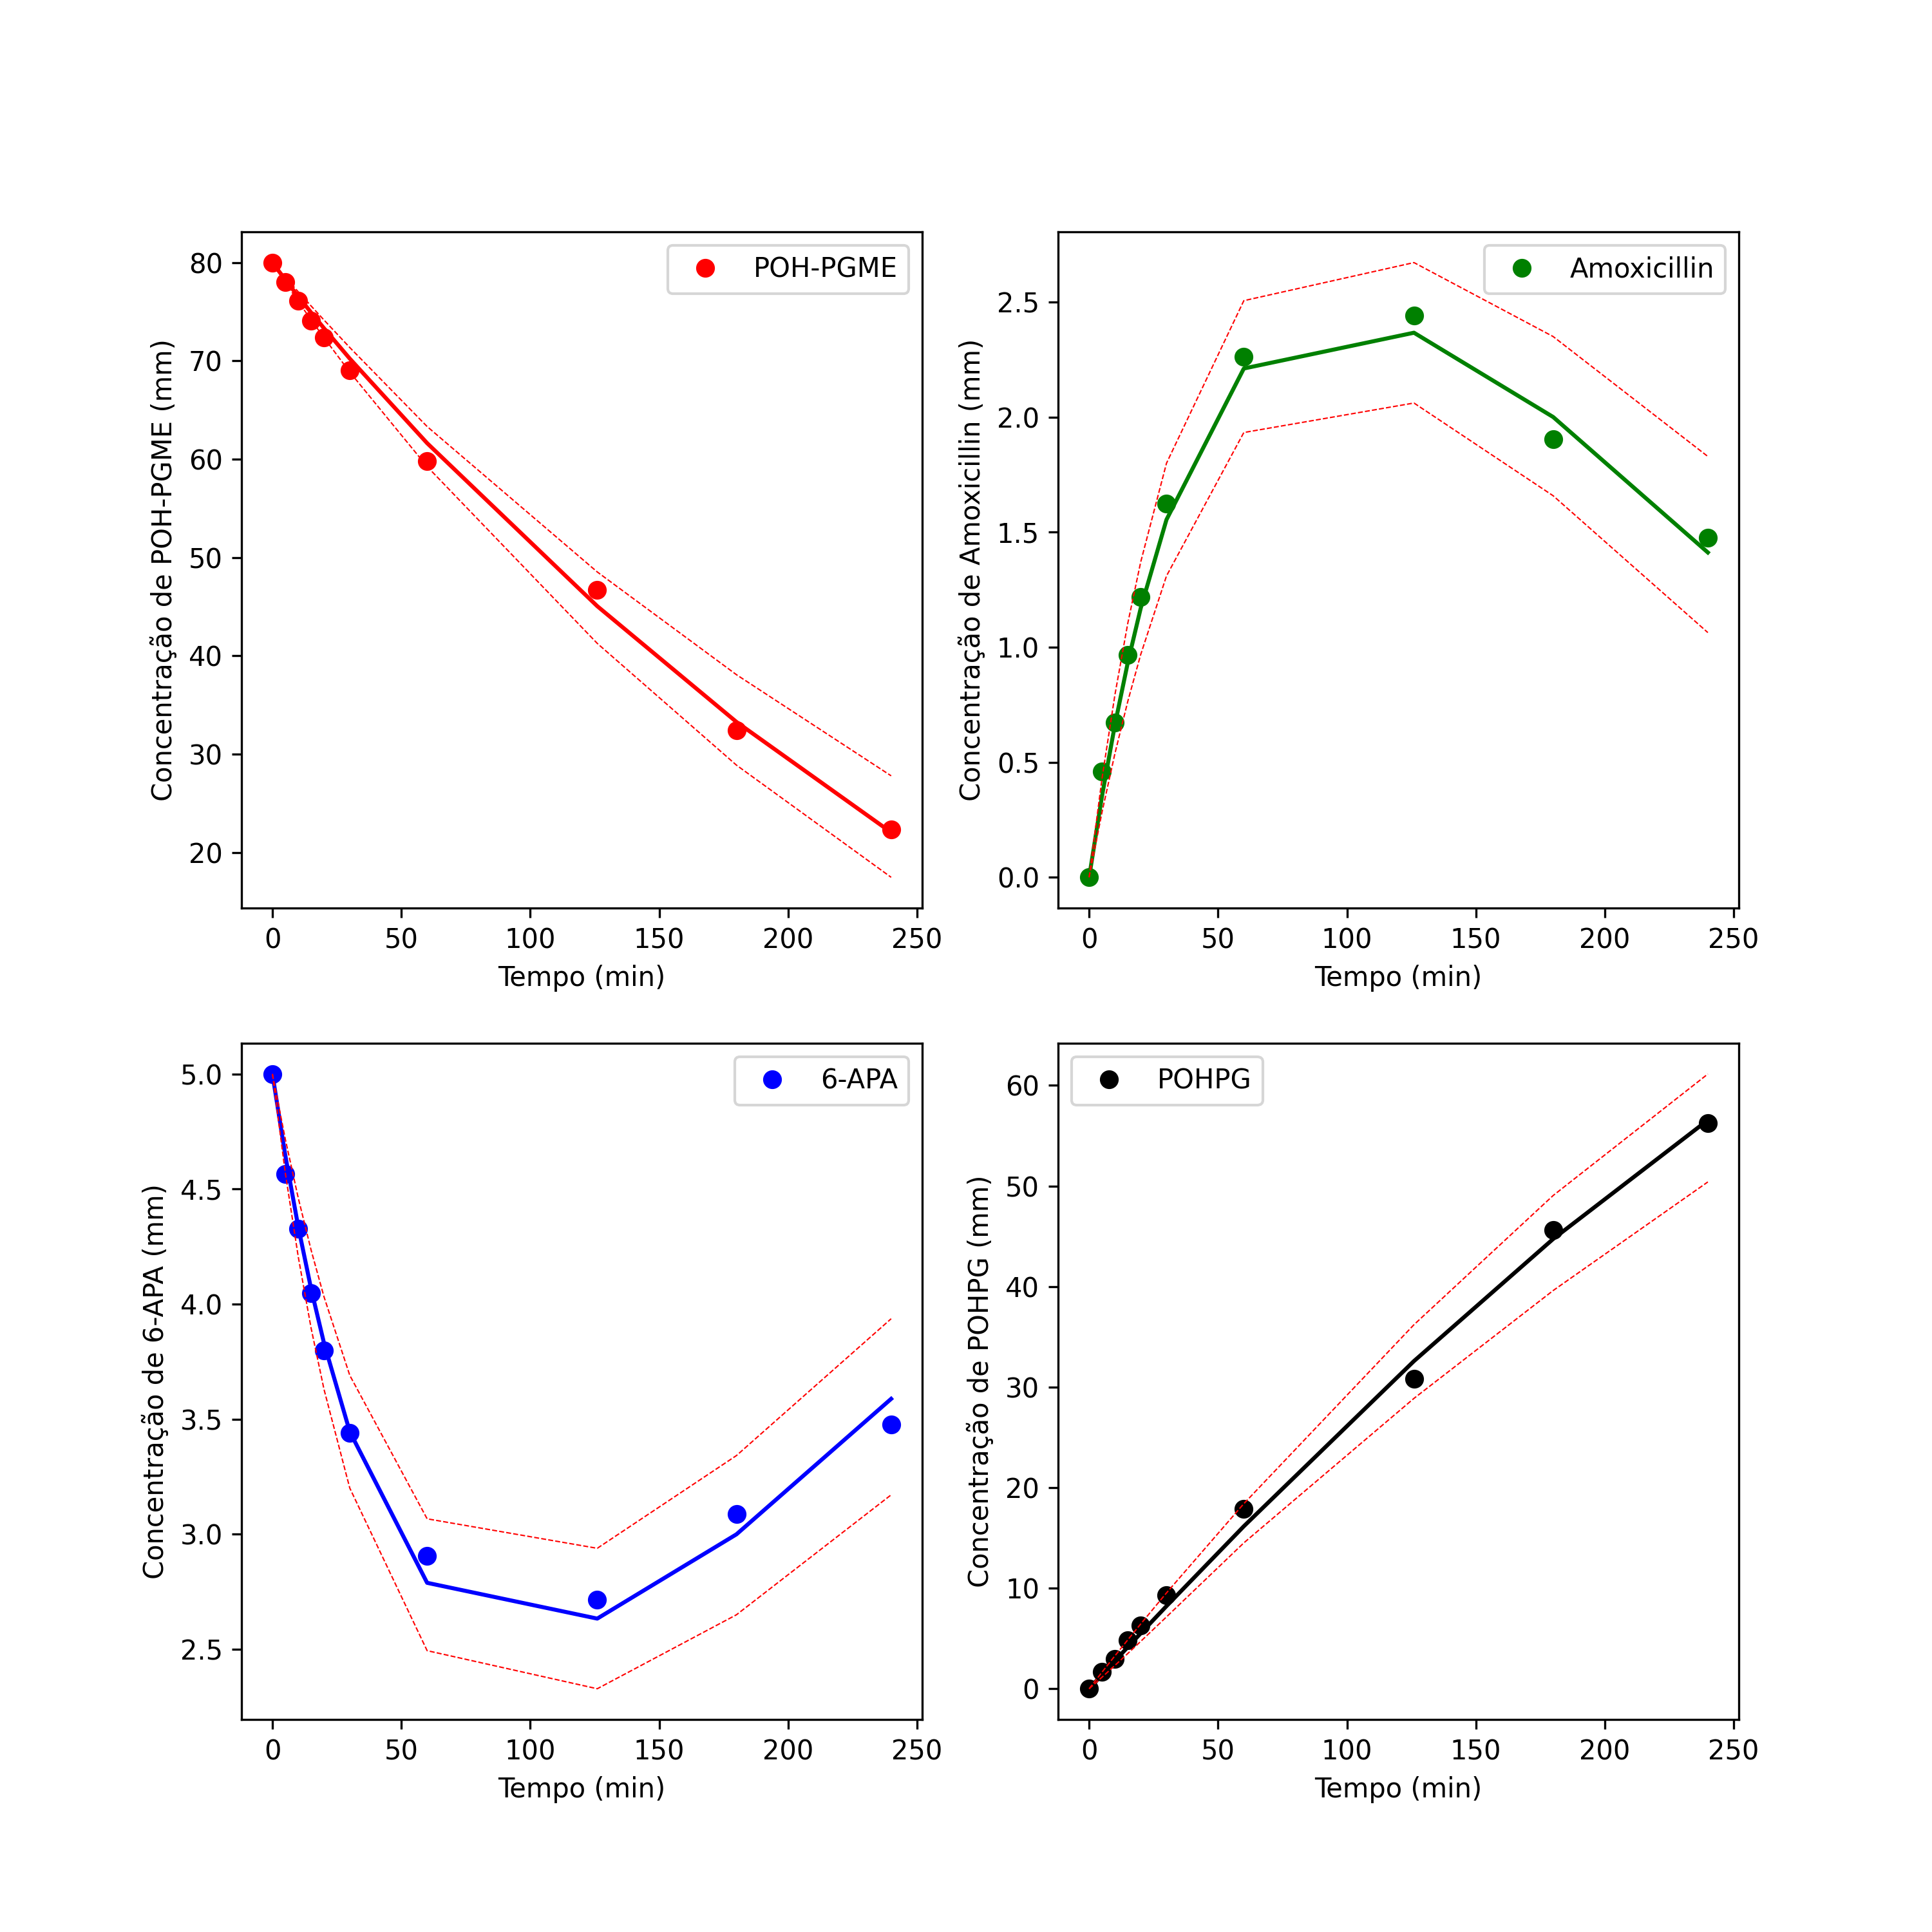 POH-PGME
Concentração de POH-PGME (mm)
80
70
60
50
40
30
20
0 50 100 150 200 250
Tempo (min)
Amoxicillin
Concentração de Amoxicillin (mm)
2.5
2.0
1.5
1.0
0.5
0.0
0 50 100 150 200 250
Tempo (min)
6-APA
Concentração de 6-APA (mm)
5.0
4.5
4.0
3.5
3.0
2.5
0 50 100 150 200 250
Tempo (min)
POHPG
Concentração de POHPG (mm)
60
50
40
30
20
10
0
0 50 100 150 200 250
Tempo (min)